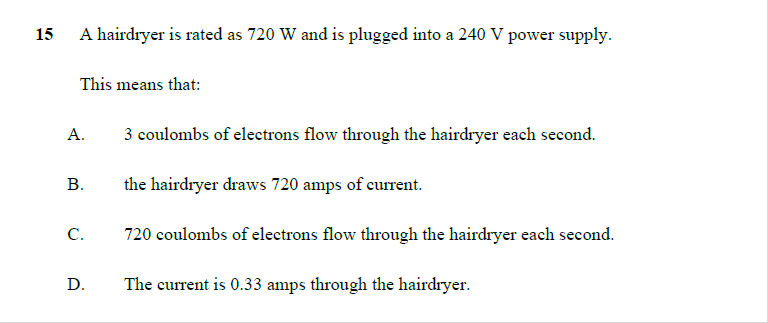 15 A hairdryer is rated as 720 W and is plugged into a 240 V power supply.
This means that:
A. 3 coulombs of electrons flow through the hairdryer each second.
B. the hairdryer draws 720 amps of current.
C. 720 coulombs of electrons flow through the hairdryer each second.
D. The current is 0.33 amps through the hairdryer.